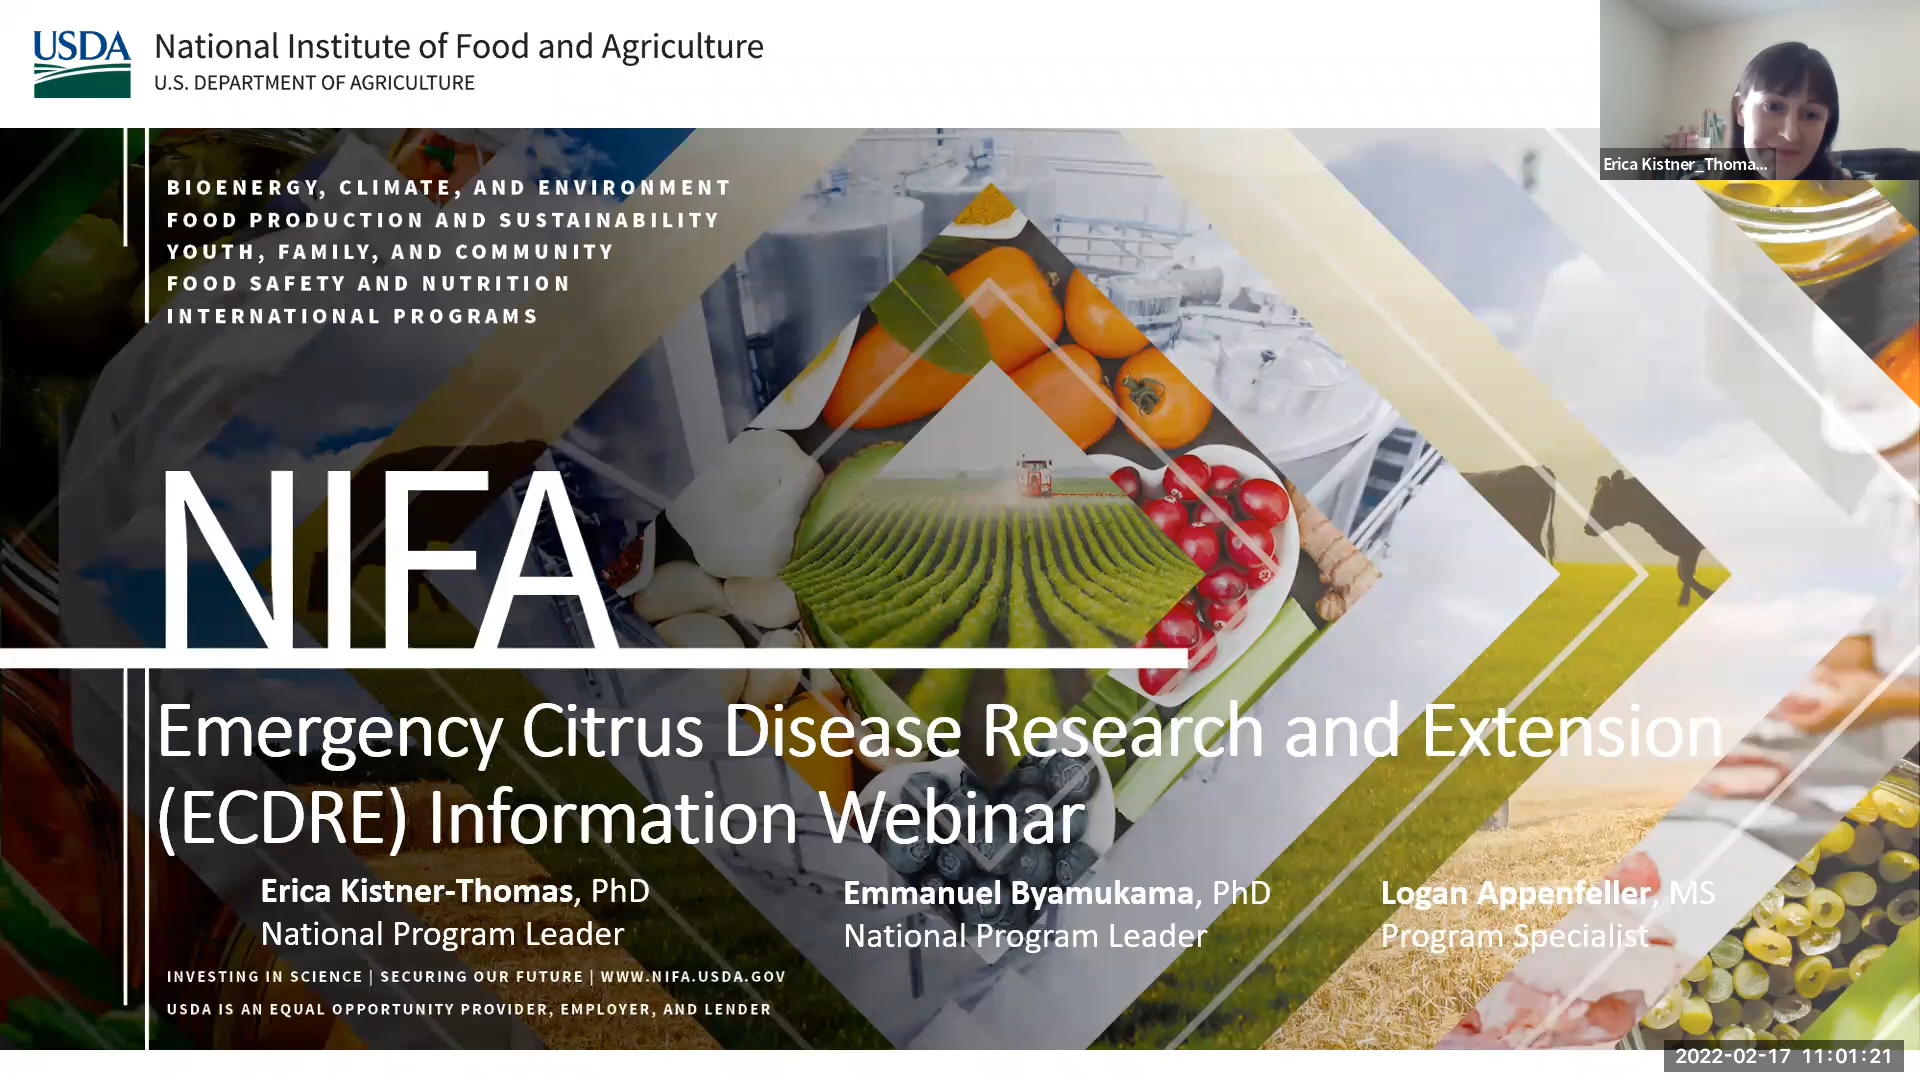 USDA
National Institute of Food and Agriculture
U.S. DEPARTMENT OF AGRICULTURE
Erica Kistner_Thoma...
BIOENERGY, CLIMATE, AND ENVIRONMENT
FOOD PRODUCTION AND SUSTAINABILITY
YOUTH, FAMILY, AND COMMUNITY
FOOD SAFETY AND NUTRITION
INTERNATIONAL PROGRAMS
NIFA
Emergency Citrus Disease Research and Extension
(ECDRE) Information Webinar
Erica Kistner-Thomas, PhD
National Program Leader
Emmanuel Byamukama, PhD
National Program Leader
Logan Appenfeller, MS
Program Specialist
INVESTING IN SCIENCE | SECURING OUR FUTURE | WWW.NIFA.USDA.GOV
USDA IS AN EQUAL OPPORTUNITY PROVIDER, EMPLOYER, AND LENDER
2022-02-17 11:01:21